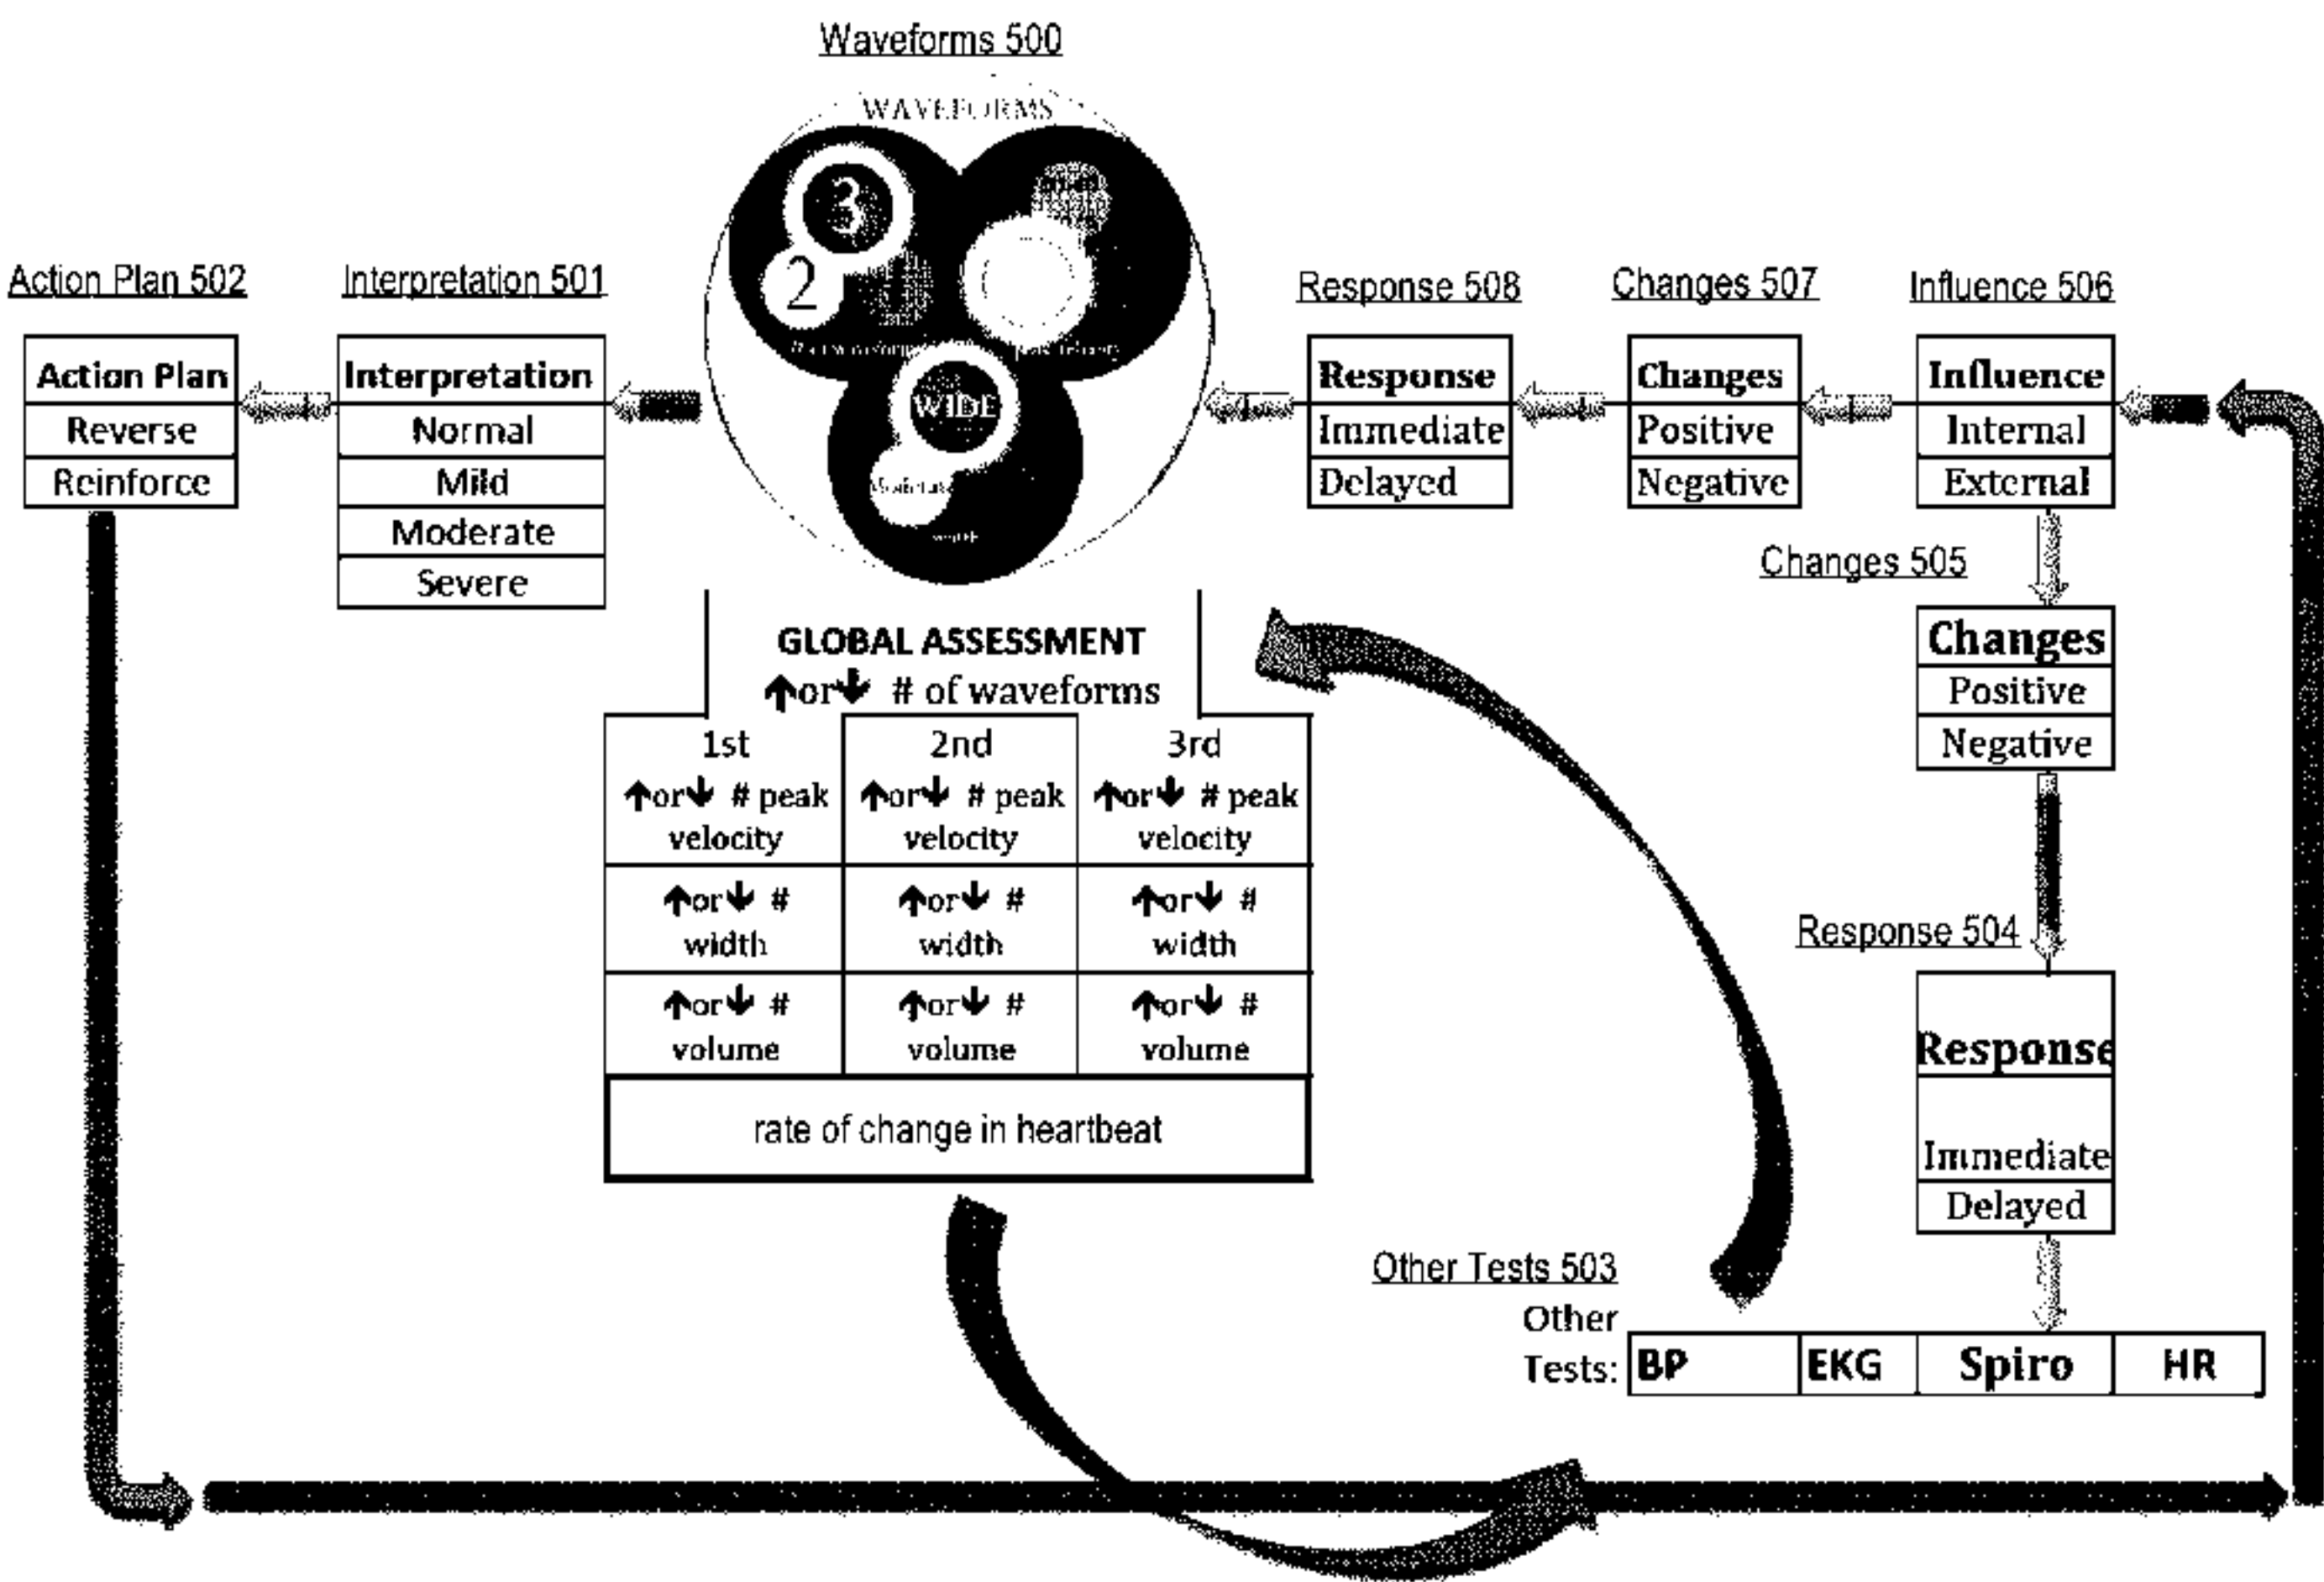 Waveforms 500
WAVEFORMS
3
2
WIDE
Action Plan 502
Action Plan
Reverse
Reinforce
Interpretation 501
Interpretation
Normal
Mild
Moderate
Severe
Response 508
Response
Immediate
Delayed
Changes 507
Changes
Positive
Negative
Influence 506
Influence
Internal
External
Changes 505
Changes
Positive
Negative
Response 504
Response
Immediate
Delayed
GLOBAL ASSESSMENT
↑or↓ # of waveforms
1st 2nd 3rd
↑or↓ # peak ↑or↓ # peak ↑or↓ # peak
velocity velocity velocity
↑or↓ # ↑or↓ # ↑or↓ #
width width width
↑or↓ # ↑or↓ # ↑or↓ #
volume volume volume
rate of change in heartbeat
Other Tests 503
Other
Tests: BP EKG Spiro HR